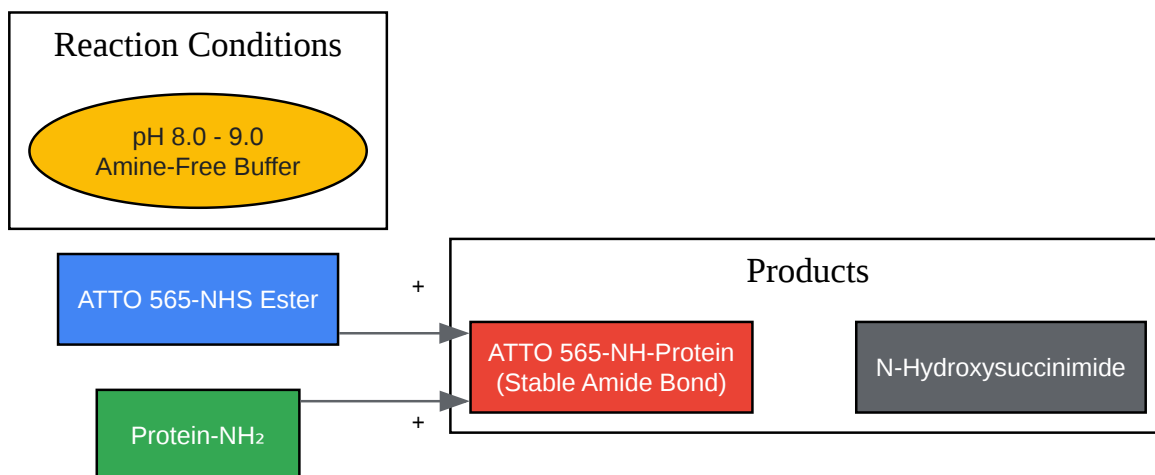 Reaction Conditions
pH 8.0 - 9.0
Amine-Free Buffer
ATTO 565-NHS Ester
+
Products
ATTO 565-NH-Protein
(Stable Amide Bond)
N-Hydroxysuccinimide
Protein-NH₂
+